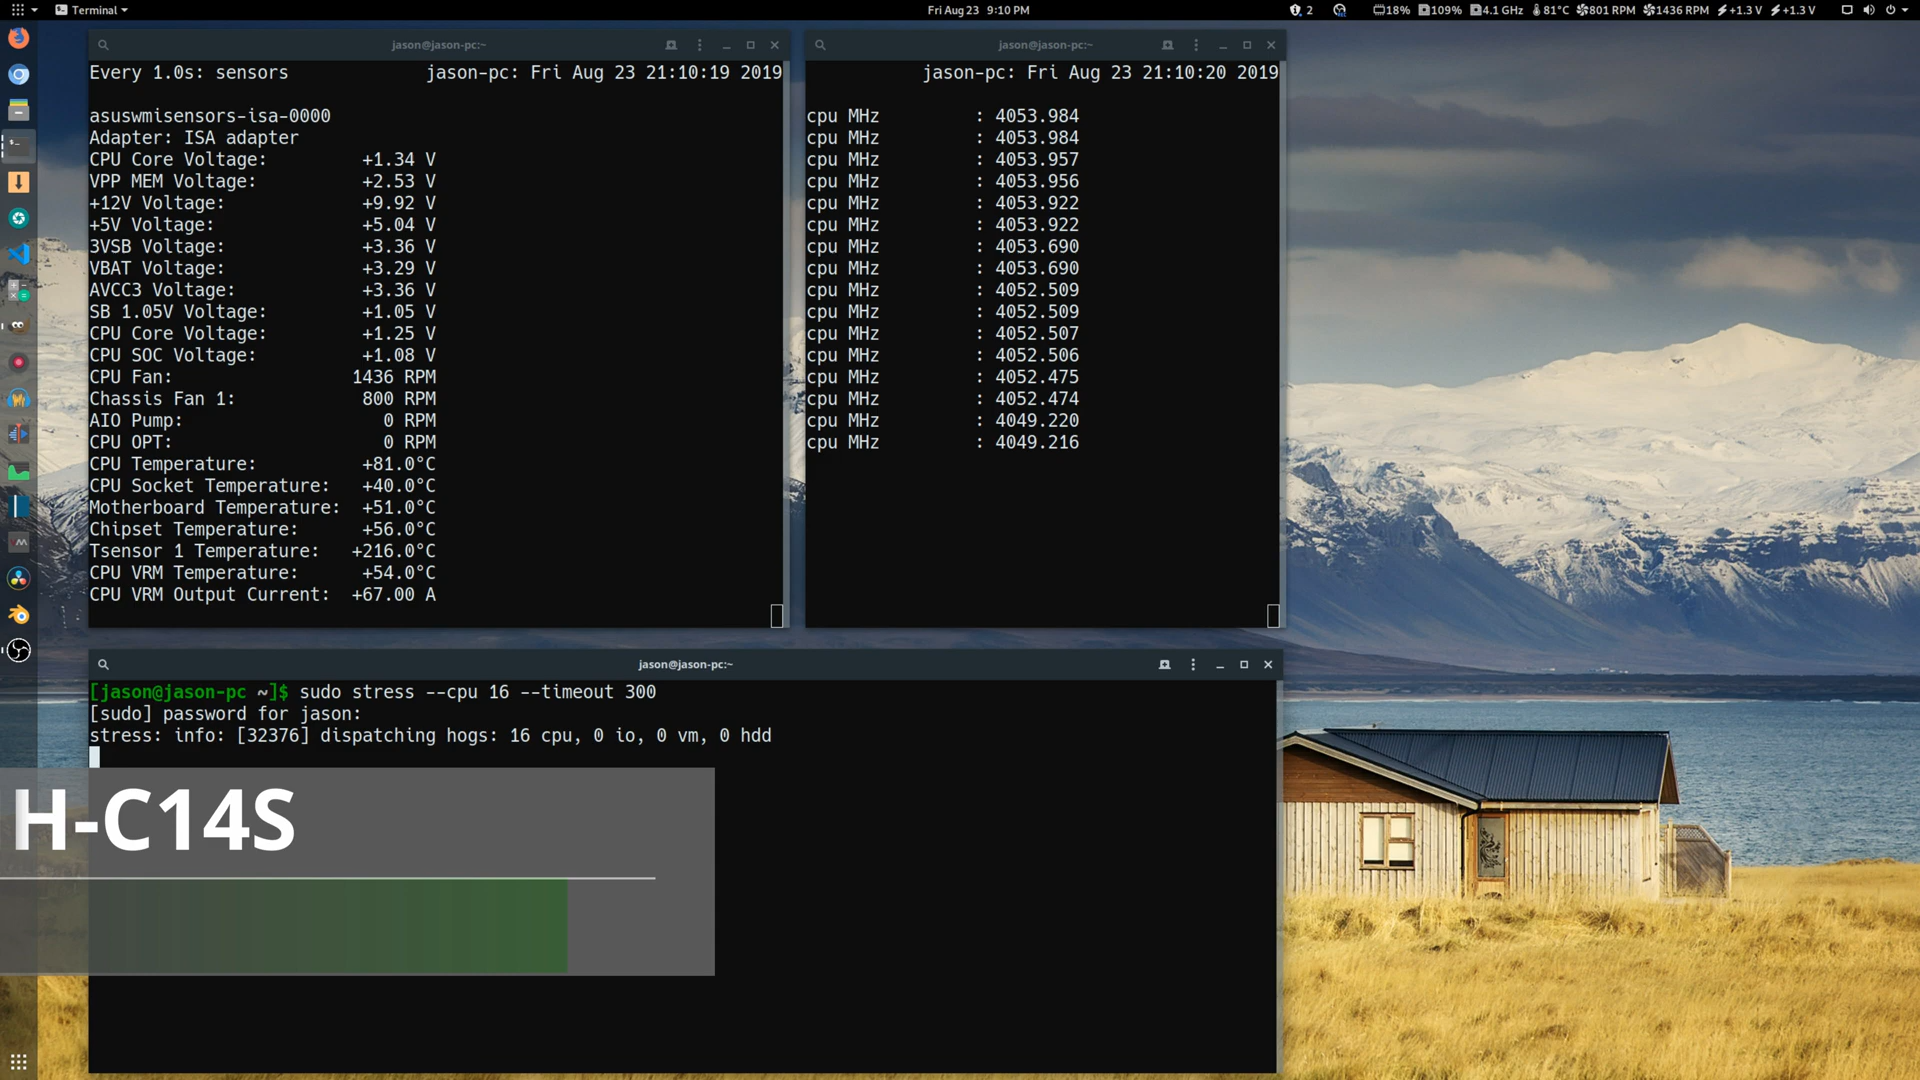 Terminal
Fri Aug 23 9:10 PM
2
18% 109% 4.1 GHz 81°C 801 RPM 1436 RPM +1.3 V +1.3 V
jason@jason-pc:~
Every 1.0s: sensors jason-pc: Fri Aug 23 21:10:19 2019
asuswmisensors-isa-0000
Adapter: ISA adapter
CPU Core Voltage: +1.34 V
VPP MEM Voltage: +2.53 V
+12V Voltage: +9.92 V
+5V Voltage: +5.04 V
3VSB Voltage: +3.36 V
VBAT Voltage: +3.29 V
AVCC3 Voltage: +3.36 V
SB 1.05V Voltage: +1.05 V
CPU Core Voltage: +1.25 V
CPU SOC Voltage: +1.08 V
CPU Fan: 1436 RPM
Chassis Fan 1: 800 RPM
AIO Pump: 0 RPM
CPU OPT: 0 RPM
CPU Temperature: +81.0°C
CPU Socket Temperature: +40.0°C
Motherboard Temperature: +51.0°C
Chipset Temperature: +56.0°C
Tsensor 1 Temperature: +216.0°C
CPU VRM Temperature: +54.0°C
CPU VRM Output Current: +67.00 A
jason@jason-pc:~
jason-pc: Fri Aug 23 21:10:20 2019
cpu MHz : 4053.984
cpu MHz : 4053.984
cpu MHz : 4053.957
cpu MHz : 4053.956
cpu MHz : 4053.922
cpu MHz : 4053.922
cpu MHz : 4053.690
cpu MHz : 4053.690
cpu MHz : 4052.509
cpu MHz : 4052.509
cpu MHz : 4052.507
cpu MHz : 4052.506
cpu MHz : 4052.475
cpu MHz : 4052.474
cpu MHz : 4049.220
cpu MHz : 4049.216
jason@jason-pc:~
[jason@jason-pc ~]$ sudo stress --cpu 16 --timeout 300
[sudo] password for jason:
stress: info: [32376] dispatching hogs: 16 cpu, 0 io, 0 vm, 0 hdd
H-C14S